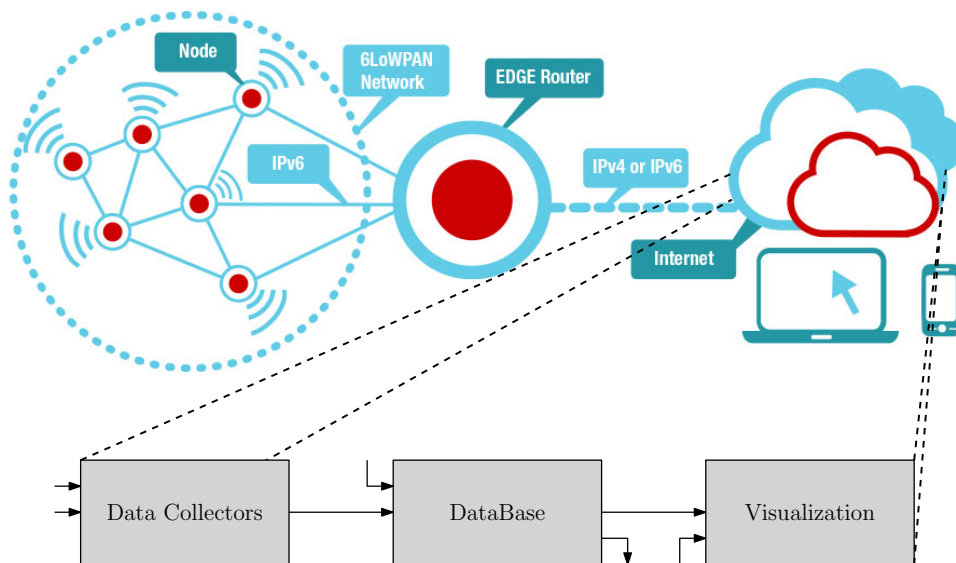 Node
6LoWPAN
Network
EDGE Router
IPv6
IPv4 or IPv6
Internet
Data Collectors
DataBase
Visualization